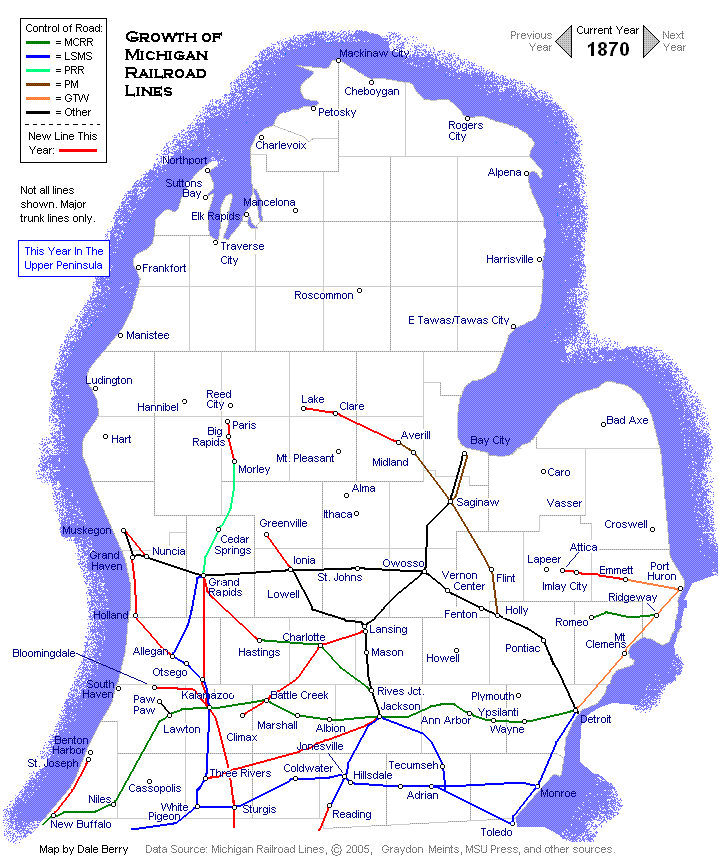 Control of Road:
= MCRR
= LSMS
= PRR
= PM
= GTW
= Other
New Line This
Year:
Growth of
Michigan
Railroad
Lines
Previous
Year
Current Year
1870
Next
Year
Not all lines
shown. Major
trunk lines only.
This Year In The
Upper Peninsula
Mackinaw City
Cheboygan
Petosky
Rogers
City
Charlevoix
Northport
Alpena
Suttons
Bay
Mancelona
Elk Rapids
Traverse
City
Harrisville
Frankfort
Roscommon
E Tawas/Tawas City
Manistee
Ludington
Reed
City
Lake
Clare
Hannibel
Paris
Bad Axe
Hart
Big
Rapids
Averill
Bay City
Mt. Pleasant
Midland
Morley
Caro
Alma
Saginaw
Vasser
Ithaca
Muskegon
Greenville
Croswell
Cedar
Springs
Attica
Nuncia
Grand
Haven
Ionia
Owosso
Lapeer
Emmett
Port
Huron
St. Johns
Vernon
Center
Flint
Imlay City
Grand
Rapids
Lowell
Ridgeway
Holland
Fenton
Holly
Romeo
Lansing
Charlotte
Mt
Clemens
Bloomingdale
Allegan
Hastings
Mason
Howell
Pontiac
Otsego
South
Haven
Kalamazoo
Battle Creek
Rives Jct.
Plymouth
Paw
Paw
Jackson
Ypsilanti
Marshall
Ann Arbor
Detroit
Lawton
Climax
Albion
Wayne
Benton
Harbor
Jonesville
St. Joseph
Three Rivers
Coldwater
Hillsdale
Tecumseh
Cassopolis
Niles
Adrian
Monroe
White
Pigeon
Sturgis
Reading
New Buffalo
Toledo
Map by Dale Berry
Data Source: Michigan Railroad Lines, © 2005, Graydon Meints, MSU Press, and other sources.